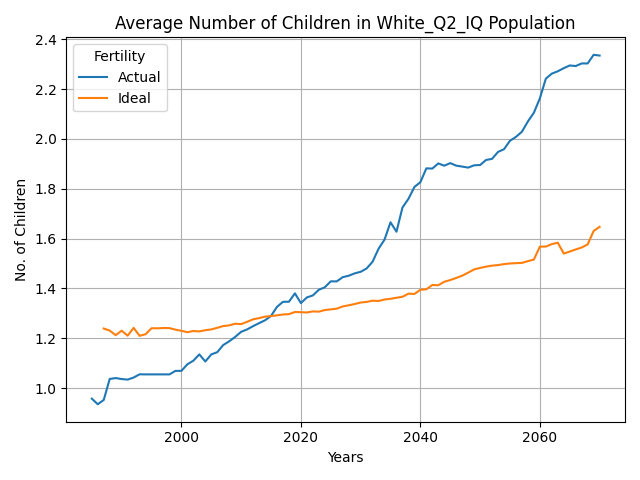 Average Number of Children in White_Q2_IQ Population
Fertility
Actual
Ideal
No. of Children
2.4
2.2
2.0
1.8
1.6
1.4
1.2
1.0
2000
2020
2040
2060
Years